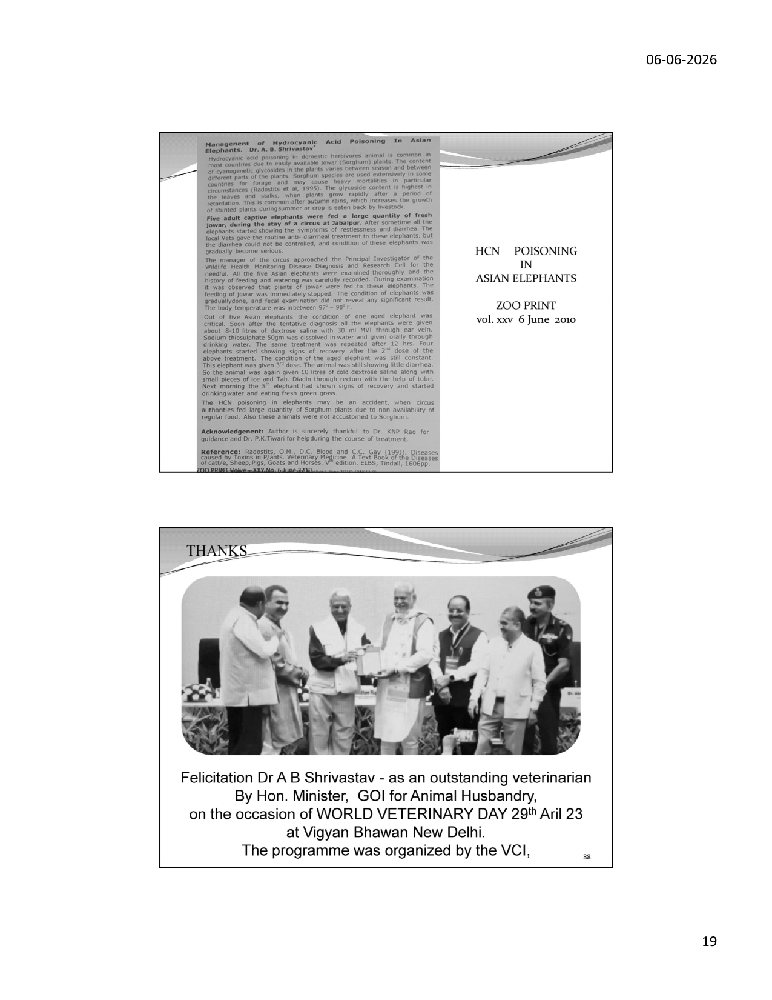 06-06-2026
Management of Hydrocyanic Acid Poisoning In Asian
Elephants. Dr. A. B. Shrivastav*
Hydrocyanic acid poisoning in domestic herbivores animal is common in
most countries due to easily available jowar (Sorghum) plants. The content
of cyanogenetic glycosides in the plants varies between season and between
different parts of the plants. Sorghum species are used extensively in some
countries for forage and may cause heavy mortalities in particular
circumstances (Radostits et al, 1995). The glycoside content is highest in
the leaves and stalks, when plants grow rapidly after a period of
retardation. This is common after autumn rains, which increases the growth
of stunted plants duringsummer or crop is eaten back by livestock.
Five adult captive elephants were fed a large quantity of fresh
jowar, during the stay of a circus at Jabalpur. After sometime all the
elephants started showing the symptoms of restlessness and diarrhea. The
local Vets gave the routine anti- diarrheal treatment to these elephants, but
the diarrhea could not be controlled, and condition of these elephants was
gradually become serious.
The manager of the circus approached the Principal Investigator of the
Wildlife Health Monitoring Disease Diagnosis and Research Cell for the
needful. All the five Asian elephants were examined thoroughly and the
history of feeding and watering was carefully recorded. During examination
it was observed that plants of jowar were fed to these elephants. The
feeding of jowar was immediately stopped. The condition of elephants was
graduallydone, and fecal examination did not reveal any significant result.
The body temperature was inbetween 97° – 98° F.
Out of five Asian elephants the condition of one aged elephant was
critical. Soon after the tentative diagnosis all the elephants were given
about 8-10 litres of dextrose saline with 30 ml MVI through ear vein.
Sodium thiosulphate 50gm was dissolved in water and given orally through
drinking water. The same treatment was repeated after 12 hrs. Four
elephants started showing signs of recovery after the 2nd dose of the
above treatment. The condition of the aged elephant was still constant.
This elephant was given 3rd dose. The animal was still showing little diarrhea.
So the animal was again given 10 litres of cold dextrose saline along with
small pieces of ice and Tab. Diadin through rectum with the help of tube.
Next morning the 5th elephant had shown signs of recovery and started
drinking water and eating fresh green grass.
The HCN poisoning in elephants may be an accident, when circus
authorities fed large quantity of Sorghum plants due to non availability of
regular food. Also these animals were not accustomed to Sorghum.
Acknowledgenent: Author is sincerely thankful to Dr. KNP Rao for
guidance and Dr. P.K.Tiwari for helpduring the course of treatment.
Reference: Radostits, O.M., D.C. Blood and C.C. Gay (1993). Diseases
caused by Toxins in P/ants. Veterinary Medicine. A Text Book of the Diseases
of catt/e, Sheep,Pigs, Goats and Horses. Vth edition. ELBS, Tindall, 1606pp.
ZOO PRINT XXV No. 6 June
HCN POISONING
IN
ASIAN ELEPHANTS
ZOO PRINT
vol. xxv 6 June 2010
THANKS
Felicitation Dr A B Shrivastav - as an outstanding veterinarian
By Hon. Minister, GOI for Animal Husbandry,
on the occasion of WORLD VETERINARY DAY 29th Aril 23
at Vigyan Bhawan New Delhi.
The programme was organized by the VCI,
38
19